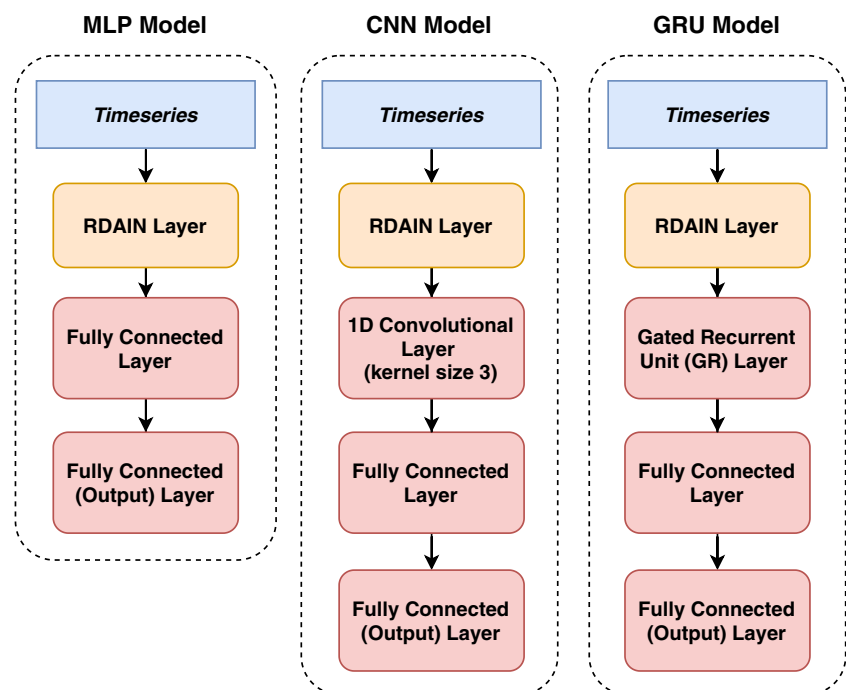 MLP Model
Timeseries
RDAIN Layer
Fully Connected
Layer
Fully Connected
(Output) Layer
CNN Model
Timeseries
RDAIN Layer
1D Convolutional
Layer
(kernel size 3)
Fully Connected
Layer
Fully Connected
(Output) Layer
GRU Model
Timeseries
RDAIN Layer
Gated Recurrent
Unit (GR) Layer
Fully Connected
Layer
Fully Connected
(Output) Layer